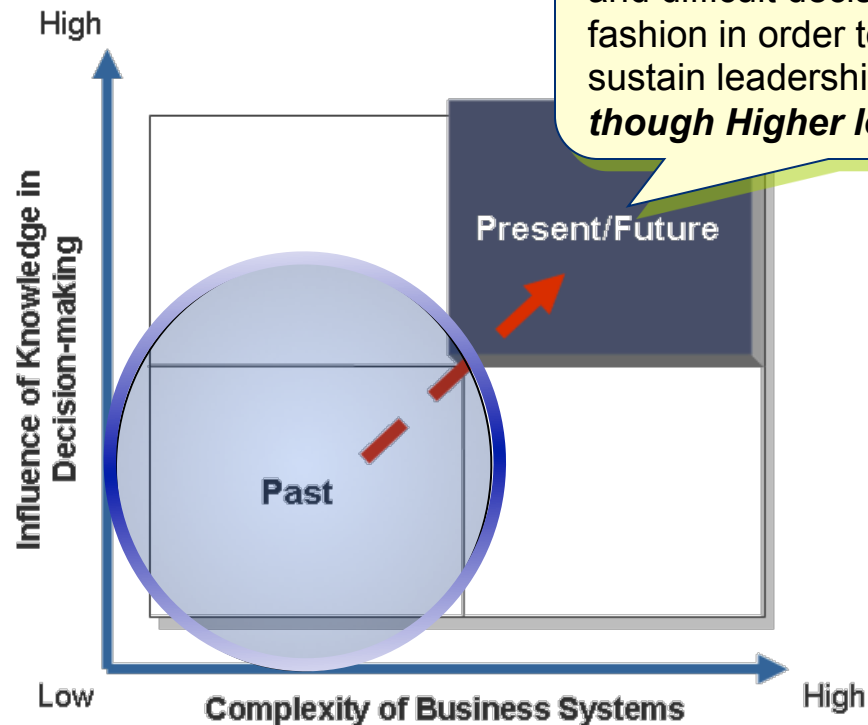 and difficult decis
fashion in order t
sustain leadershi
though Higher l
High
Influence of Knowledge in
Decision-making
Present/Future
Past
Low
Complexity of Business Systems
High